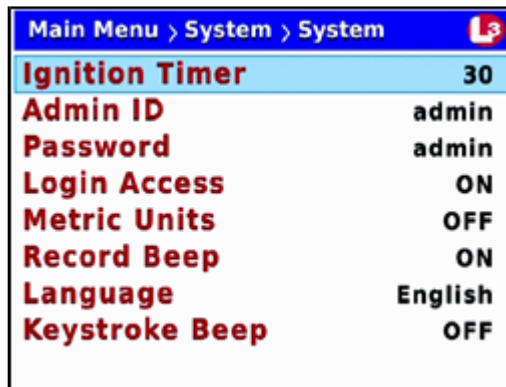 Main Menu > System > System L3
Ignition Timer 30
Admin ID admin
Password admin
Login Access ON
Metric Units OFF
Record Beep ON
Language English
Keystroke Beep OFF